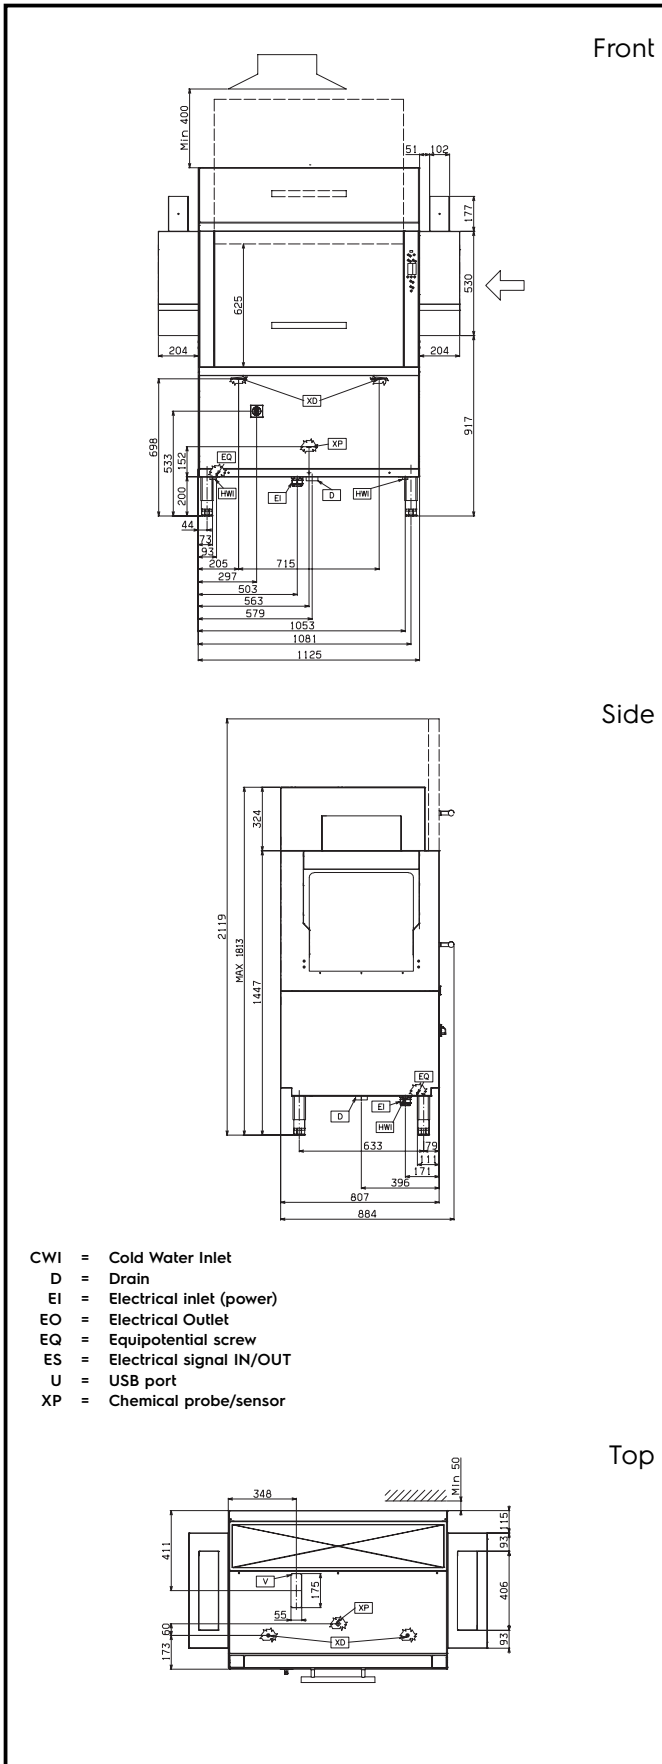 Front
Min 400
51
102
177
530
625
204
204
XD
917
698
533
XP
152
EQ
200
HWI
EI
D
HWI
44
73
93
205
715
297
503
563
579
1053
1081
1125
Side
324
2119
MAX 1813
1447
EQ
EI
D
HWI
633
79
111
171
396
807
884
CWI = Cold Water Inlet
D = Drain
EI = Electrical inlet (power)
EO = Electrical Outlet
EQ = Equipotential screw
ES = Electrical signal IN/OUT
U = USB port
XP = Chemical probe/sensor
Top
Min 50
348
115
93
411
V
175
406
XP
55
60
XD
173
93